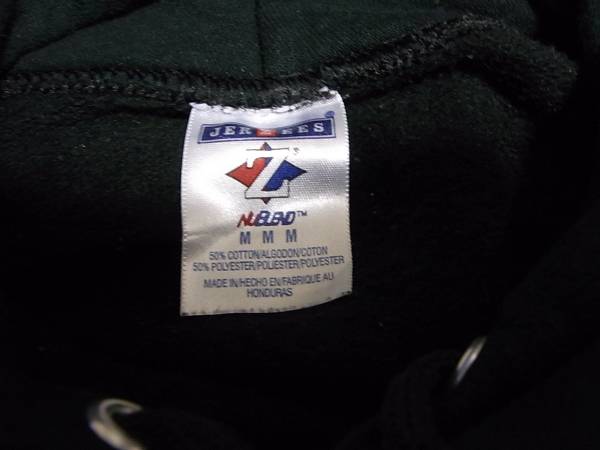 JERZEES
Z
NUBLEND™
M M M
50% COTTON/ALGODON/COTON
50% POLYESTER/POLIESTER/POLYESTER
MADE IN/HECHO EN/FABRIQUE AU
HONDURAS